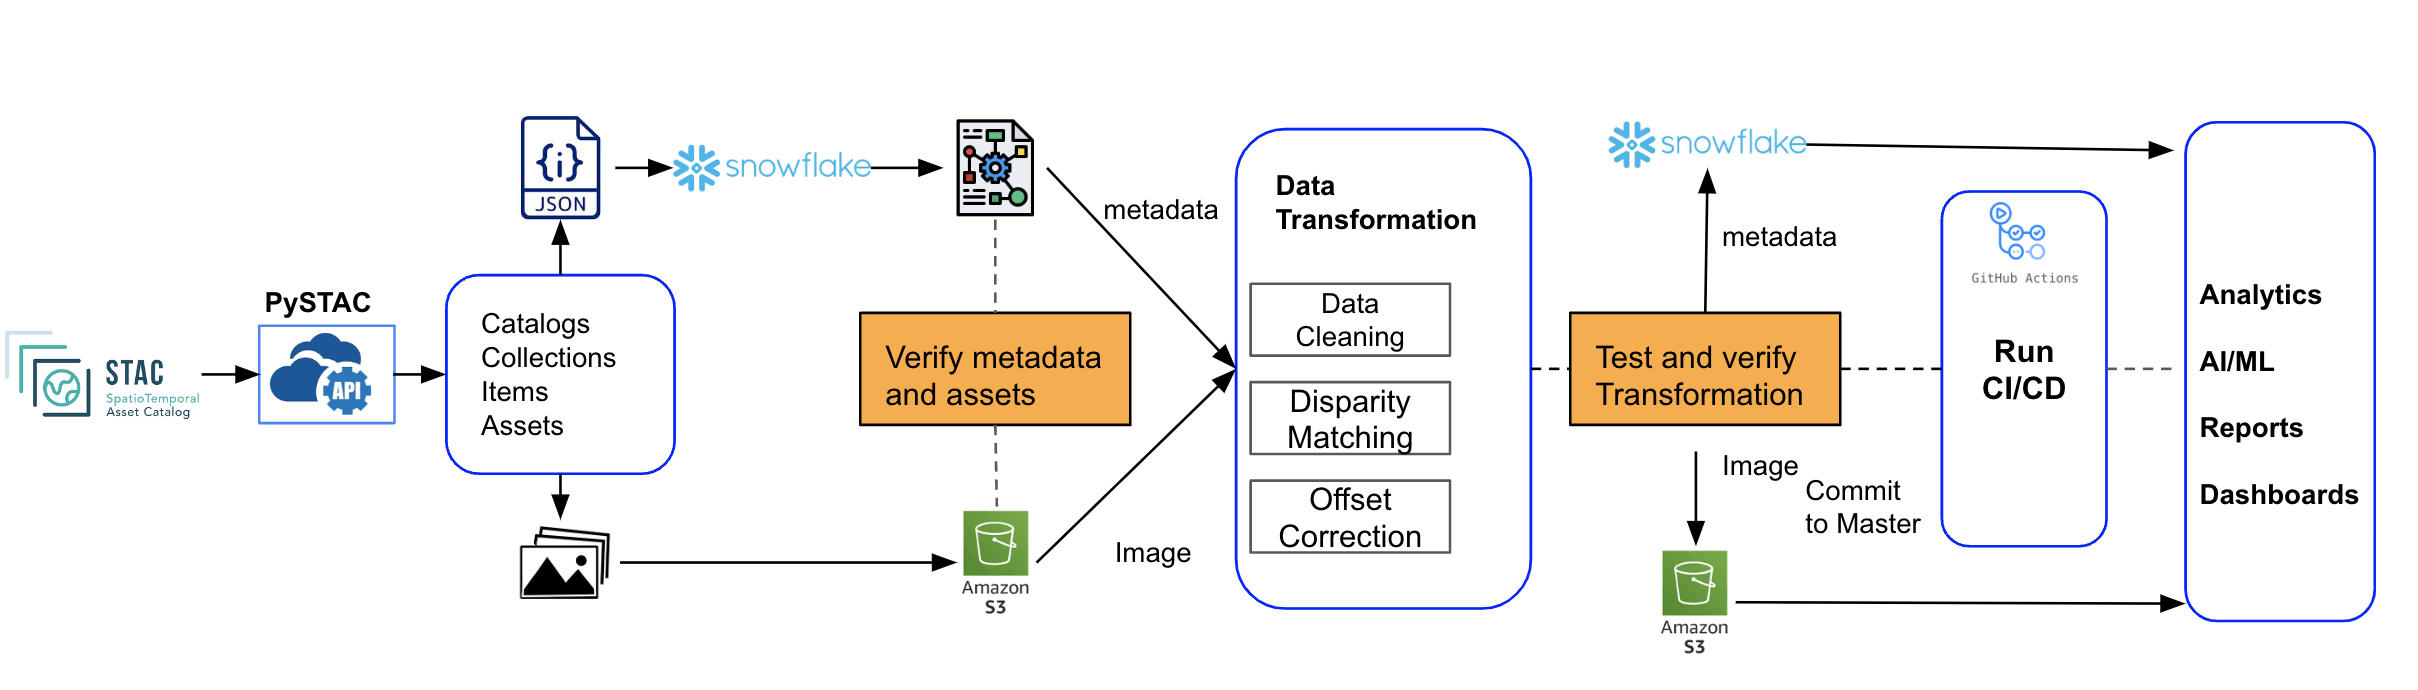 STAC
SpatioTemporal
Asset Catalog
PySTAC
API
Catalogs
Collections
Items
Assets
{i}
JSON
snowflake
metadata
Verify metadata
and assets
Image
Amazon
S3
Data
Transformation
Data
Cleaning
Disparity
Matching
Offset
Correction
snowflake
metadata
Test and verify
Transformation
Image
Commit
to Master
Amazon
S3
GitHub Actions
Run
CI/CD
Analytics
AI/ML
Reports
Dashboards